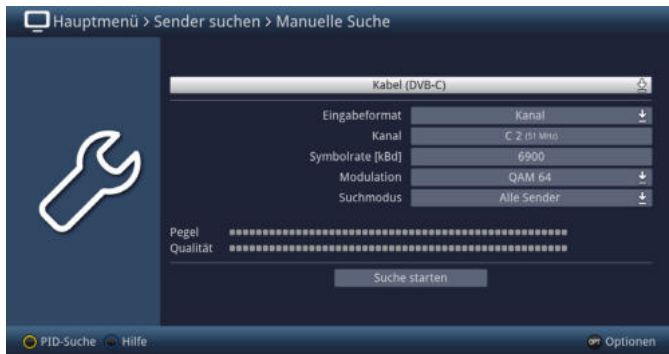 Hauptmenü > Sender suchen > Manuelle Suche
Kabel (DVB-C)
Eingabeformat Kanal
Kanal C 2 (51 MHz)
Symbolrate [kBd] 6900
Modulation QAM 64
Suchmodus Alle Sender
Pegel
Qualität
Suche starten
PID-Suche Hilfe OPT Optionen